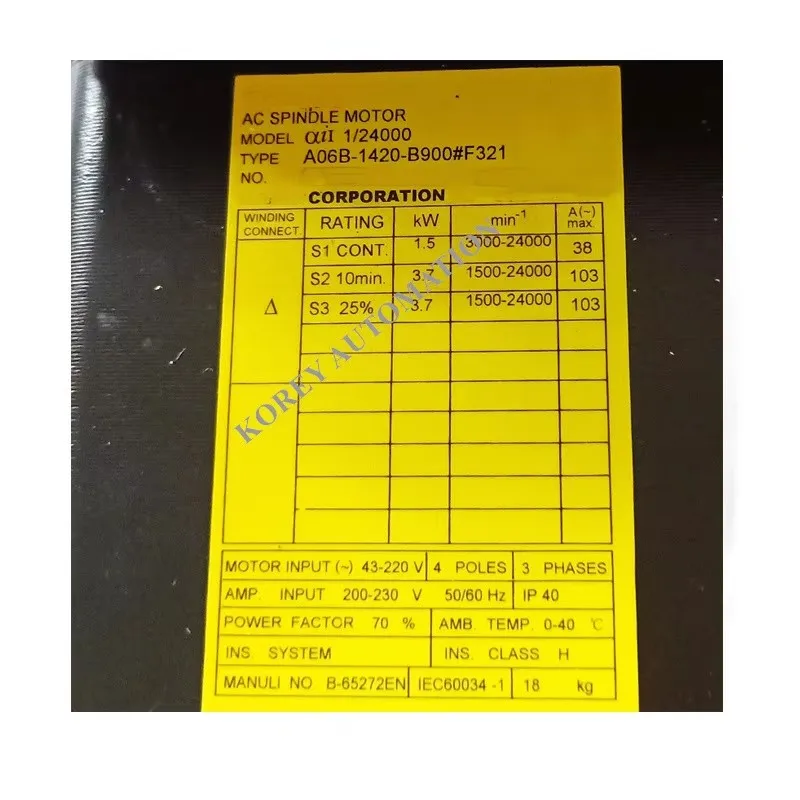 AC SPINDLE MOTOR
MODEL αiI 1/24000
TYPE A06B-1420-B900#F321
NO.
CORPORATION
WINDING CONNECT RATING kW min-1 A(~) max.
S1 CONT. 1.5 3000-24000 38
S2 10min. 3.7 1500-24000 103
Δ S3 25% 3.7 1500-24000 103
KOREY AUTOMATION
MOTOR INPUT (~) 43-220 V 4 POLES 3 PHASES
AMP. INPUT 200-230 V 50/60 Hz IP 40
POWER FACTOR 70 % AMB. TEMP. 0-40 ℃
INS. SYSTEM INS. CLASS H
MANULI NO B-65272EN IEC60034 -1 18 kg